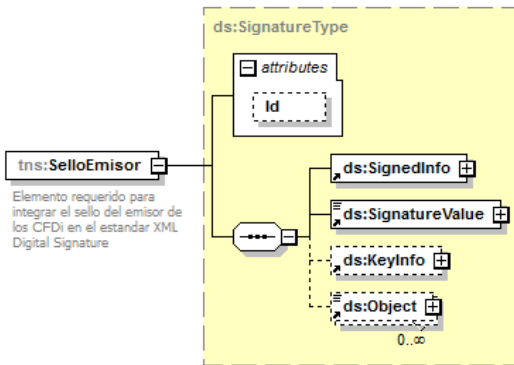 ds:SignatureType
attributes
Id
tns:SelloEmisor
Elemento requerido para
integrar el sello del emisor de
los CFDi en el estandar XML
Digital Signature
ds:SignedInfo
ds:SignatureValue
ds:KeyInfo
ds:Object
0..∞